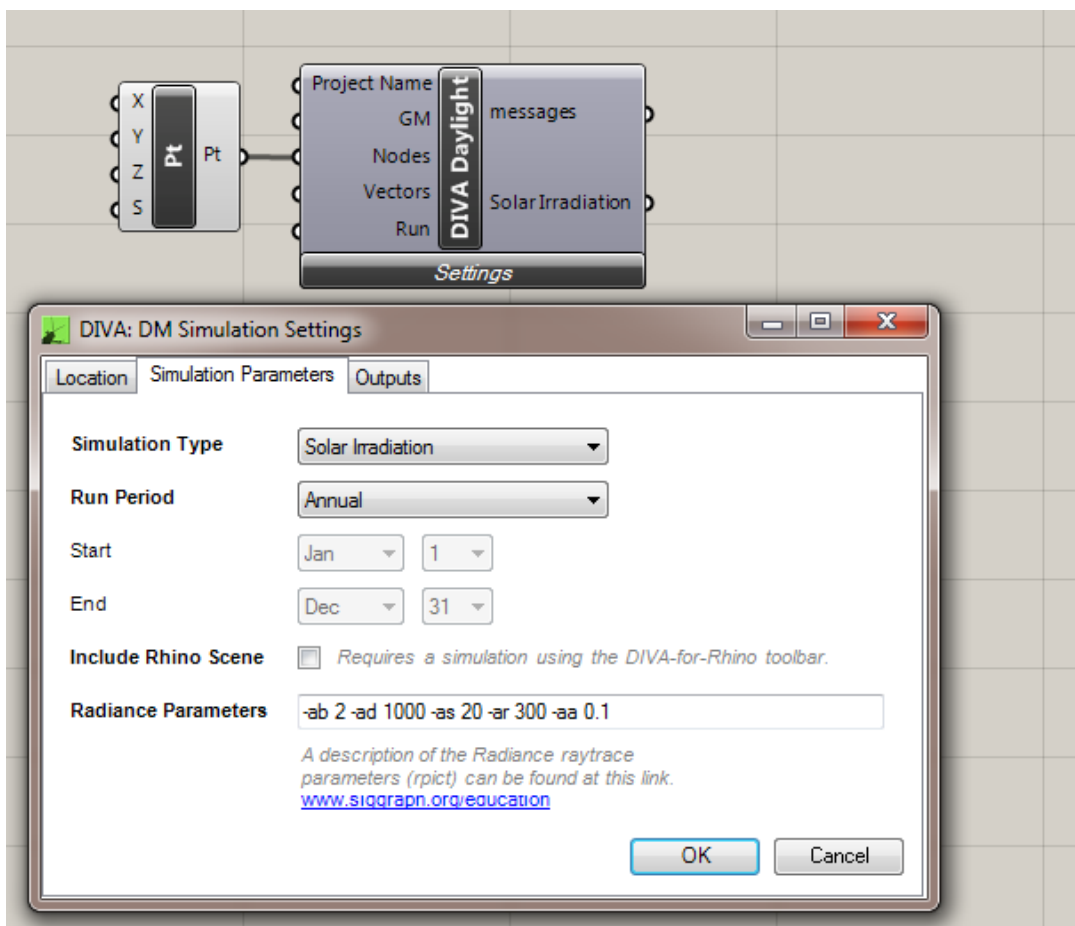 Project Name
X
messages
GM
Y
Pt
Pt
Nodes
DIVA Daylight
Z
Vectors
Solar Irradiation
S
Run
Settings
DIVA: DM Simulation Settings
Location Simulation Parameters Outputs
Simulation Type Solar Irradiation
Run Period Annual
Start Jan 1
End Dec 31
Include Rhino Scene Requires a simulation using the DIVA-for-Rhino toolbar.
Radiance Parameters -ab 2 -ad 1000 -as 20 -ar 300 -aa 0.1
A description of the Radiance raytrace
parameters (rpict) can be found at this link.
www.siggraph.org/education
OK Cancel